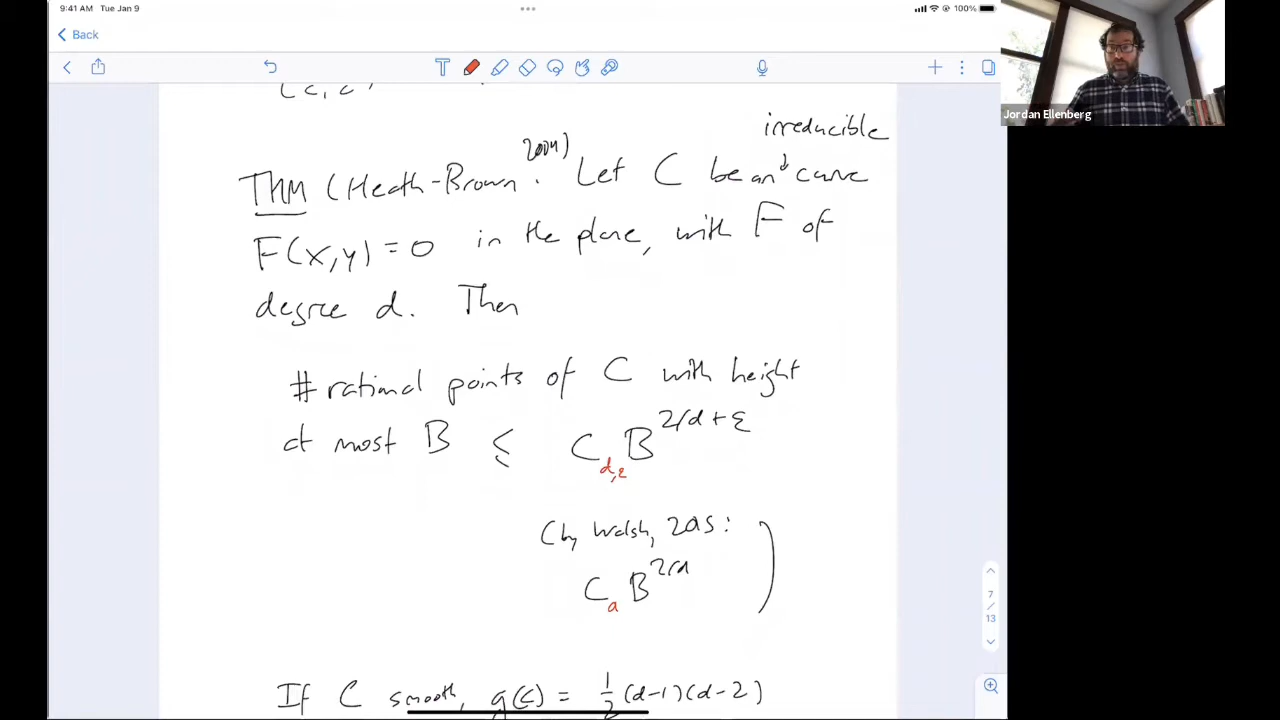 9:41 AM Tue Jan 9
100%
Back
Jordan Ellenberg
irreducible
THM (Heath-Brown. 2004) Let C be an curve
F(x,y) = 0 in the plane, with F of
degree d. Then
# rational points of C with height
at most B ≤ C_{d,ε} B^{2/d+ε}
(by Walsh, 2015:
C_d B^{2/d} )
7
/
13
If C smooth, g(C) = 1/2 (d-1)(d-2)